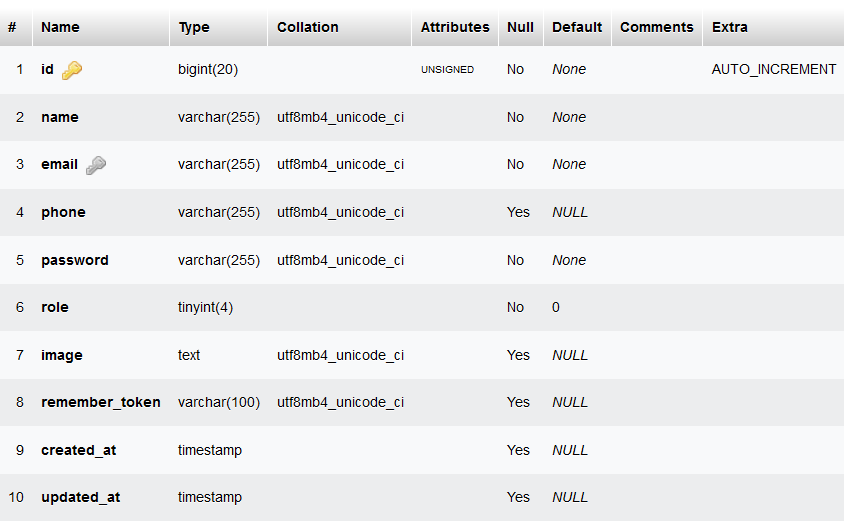 # Name Type Collation Attributes Null Default Comments Extra
1 id bigint(20) UNSIGNED No None AUTO_INCREMENT
2 name varchar(255) utf8mb4_unicode_ci No None
3 email varchar(255) utf8mb4_unicode_ci No None
4 phone varchar(255) utf8mb4_unicode_ci Yes NULL
5 password varchar(255) utf8mb4_unicode_ci No None
6 role tinyint(4) No 0
7 image text utf8mb4_unicode_ci Yes NULL
8 remember_token varchar(100) utf8mb4_unicode_ci Yes NULL
9 created_at timestamp Yes NULL
10 updated_at timestamp Yes NULL